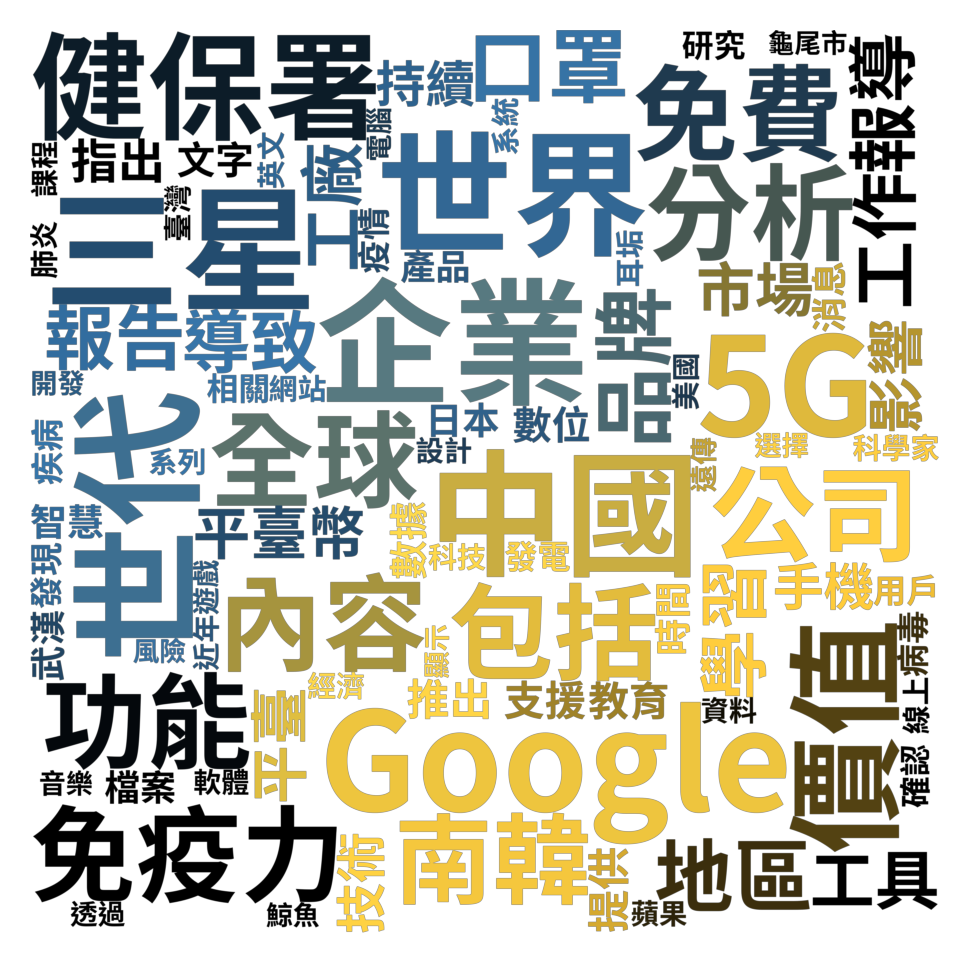 健保署
持續
口罩
研究
龜尾市
免費
工作報導
課程
指出
文字
英文
電腦
系統
工廠
世界
分析
肺炎
三星
臺灣
疫情
產品
耳垢
市場
消息
報告
導致
企業
品牌
美國
5G
影響
開發
相關網站
世代
日本
數位
設計
全球
疾病
系列
中國
遠傳
選擇
科學家
公司
智慧
平臺幣
數據
科技
發電
武漢
發現
近年
遊戲
風險
內容
包括
時間
學習
手機
用戶
顯示
經濟
推出
支援
教育
資料
價值
病毒
線上
確認
功能
平臺
音樂
檔案
軟體
Google
免疫力
透過
鯨魚
技術
南韓
提供
蘋果
地區
工具